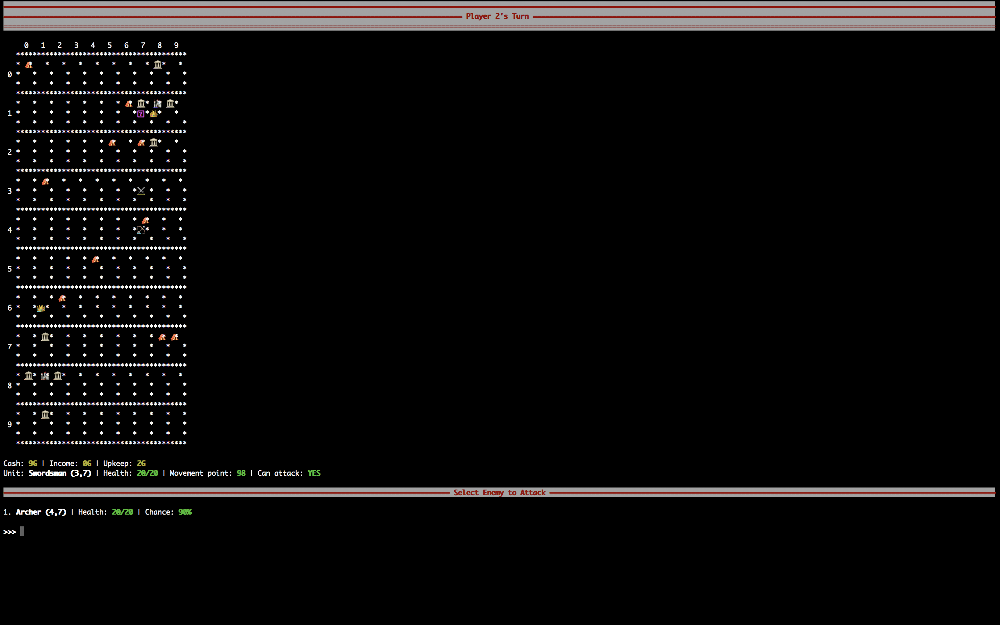 Player 2's Turn
0 1 2 3 4 5 6 7 8 9
0
1
2
3
4
5
6
7
8
9
Cash: 9G | Income: 0G | Upkeep: 2G
Unit: Swordsman (3,7) | Health: 20/20 | Movement point: 98 | Can attack: YES
Select Enemy to Attack
1. Archer (4,7) | Health: 20/20 | Chance: 90%
>>>